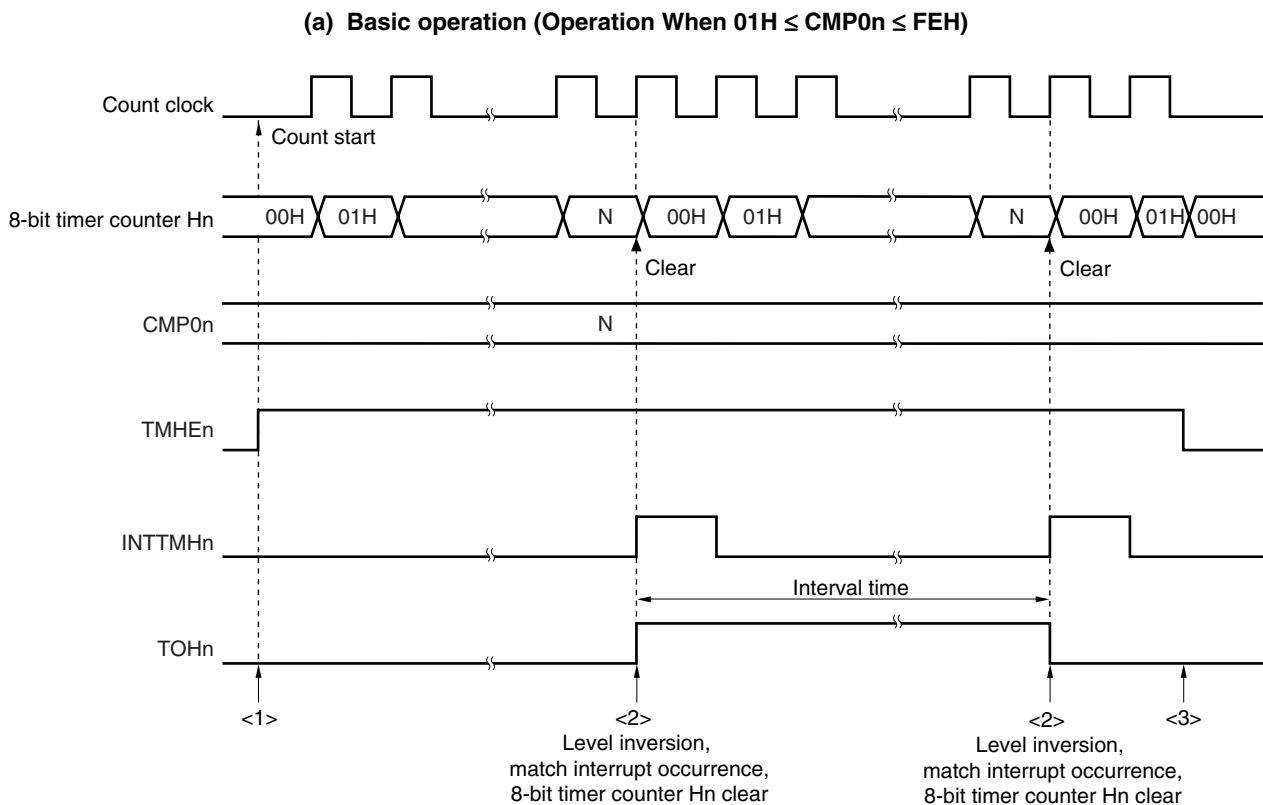 (a) Basic operation (Operation When 01H ≤ CMP0n ≤ FEH)
Count clock
Count start
8-bit timer counter Hn
00H 01H N 00H 01H N 00H 01H 00H
Clear Clear
CMP0n
N
TMHEn
INTTMHn
Interval time
TOHn
<1> <2> <2> <3>
Level inversion,
match interrupt occurrence,
8-bit timer counter Hn clear
Level inversion,
match interrupt occurrence,
8-bit timer counter Hn clear